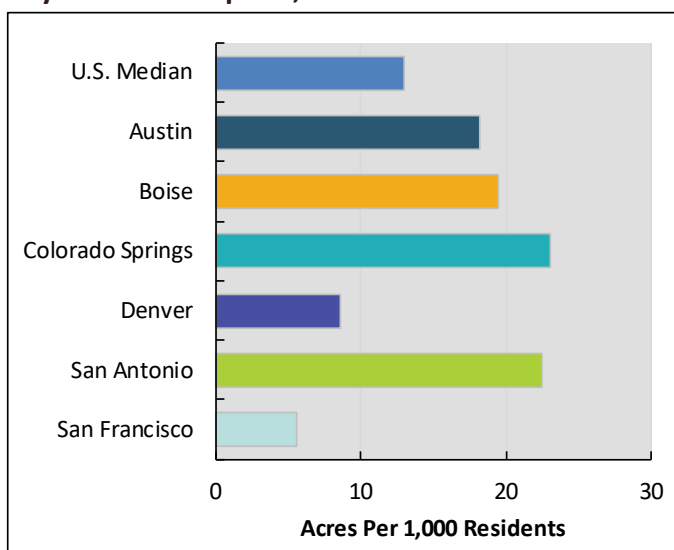 U.S. Median
Austin
Boise
Colorado Springs
Denver
San Antonio
San Francisco
0 10 20 30
Acres Per 1,000 Residents